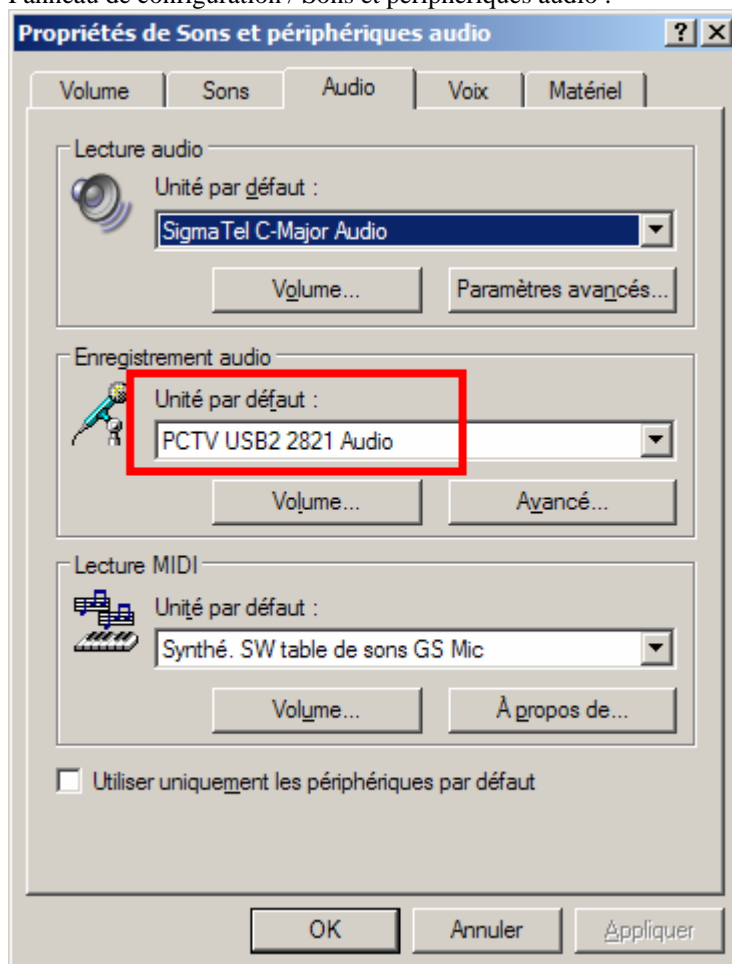 Panneau de configuration / Sons et périphériques audio :
Propriétés de Sons et périphériques audio
Volume Sons Audio Voix Matériel
Lecture audio
Unité par défaut :
SigmaTel C-Major Audio
Volume... Paramètres avancés...
Enregistrement audio
Unité par défaut :
PCTV USB2 2821 Audio
Volume... Avancé...
Lecture MIDI
Unité par défaut :
Synthé. SW table de sons GS Mic
Volume... À propos de...
Utiliser uniquement les périphériques par défaut
OK Annuler Appliquer